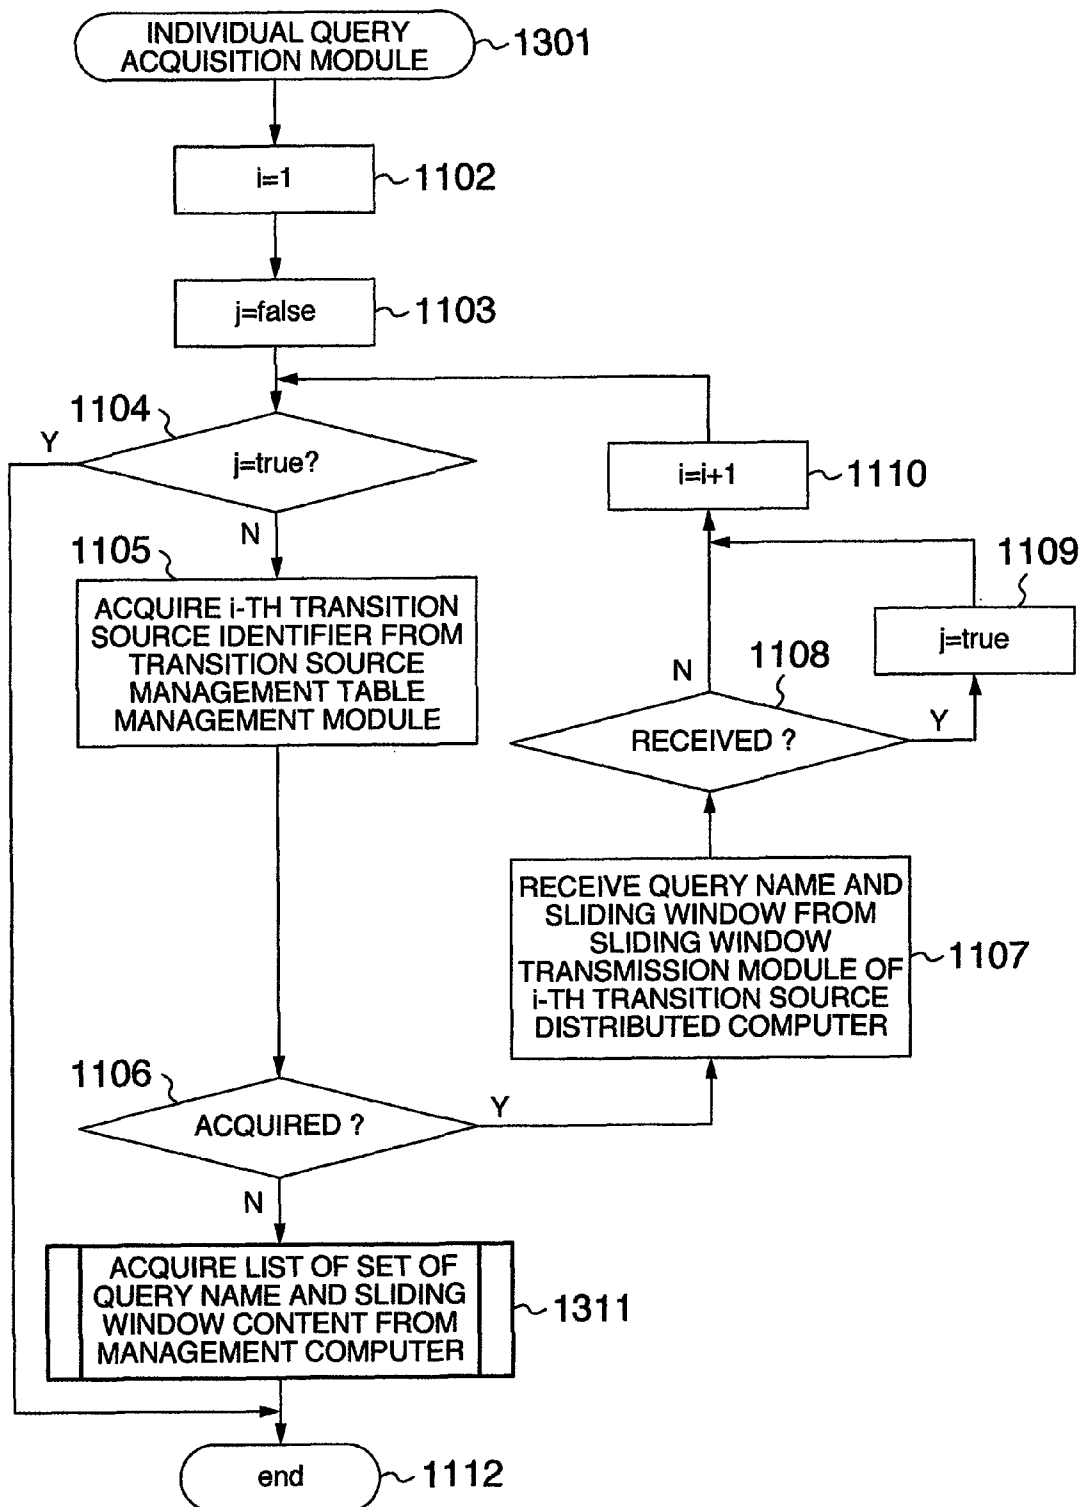 INDIVIDUAL QUERY
ACQUISITION MODULE
1301
i=1
1102
j=false
1103
1104
Y
j=true?
N
i=i+1
1110
1105
ACQUIRE i-TH TRANSITION
SOURCE IDENTIFIER FROM
TRANSITION SOURCE
MANAGEMENT TABLE
MANAGEMENT MODULE
1109
j=true
1108
N
RECEIVED ?
Y
RECEIVE QUERY NAME AND
SLIDING WINDOW FROM
SLIDING WINDOW
TRANSMISSION MODULE OF
i-TH TRANSITION SOURCE
DISTRIBUTED COMPUTER
1107
1106
ACQUIRED ?
Y
N
ACQUIRE LIST OF SET OF
QUERY NAME AND SLIDING
WINDOW CONTENT FROM
MANAGEMENT COMPUTER
1311
end
1112